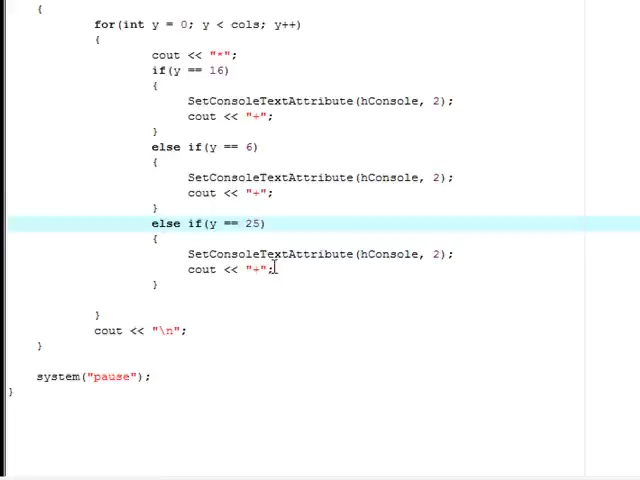 {
for(int y = 0; y < cols; y++)
{
cout << "*";
if(y == 16)
{
SetConsoleTextAttribute(hConsole, 2);
cout << "+";
}
else if(y == 6)
{
SetConsoleTextAttribute(hConsole, 2);
cout << "+";
}
else if(y == 25)
{
SetConsoleTextAttribute(hConsole, 2);
cout << "+";
}
}
cout << "\n";
}
system("pause");
}